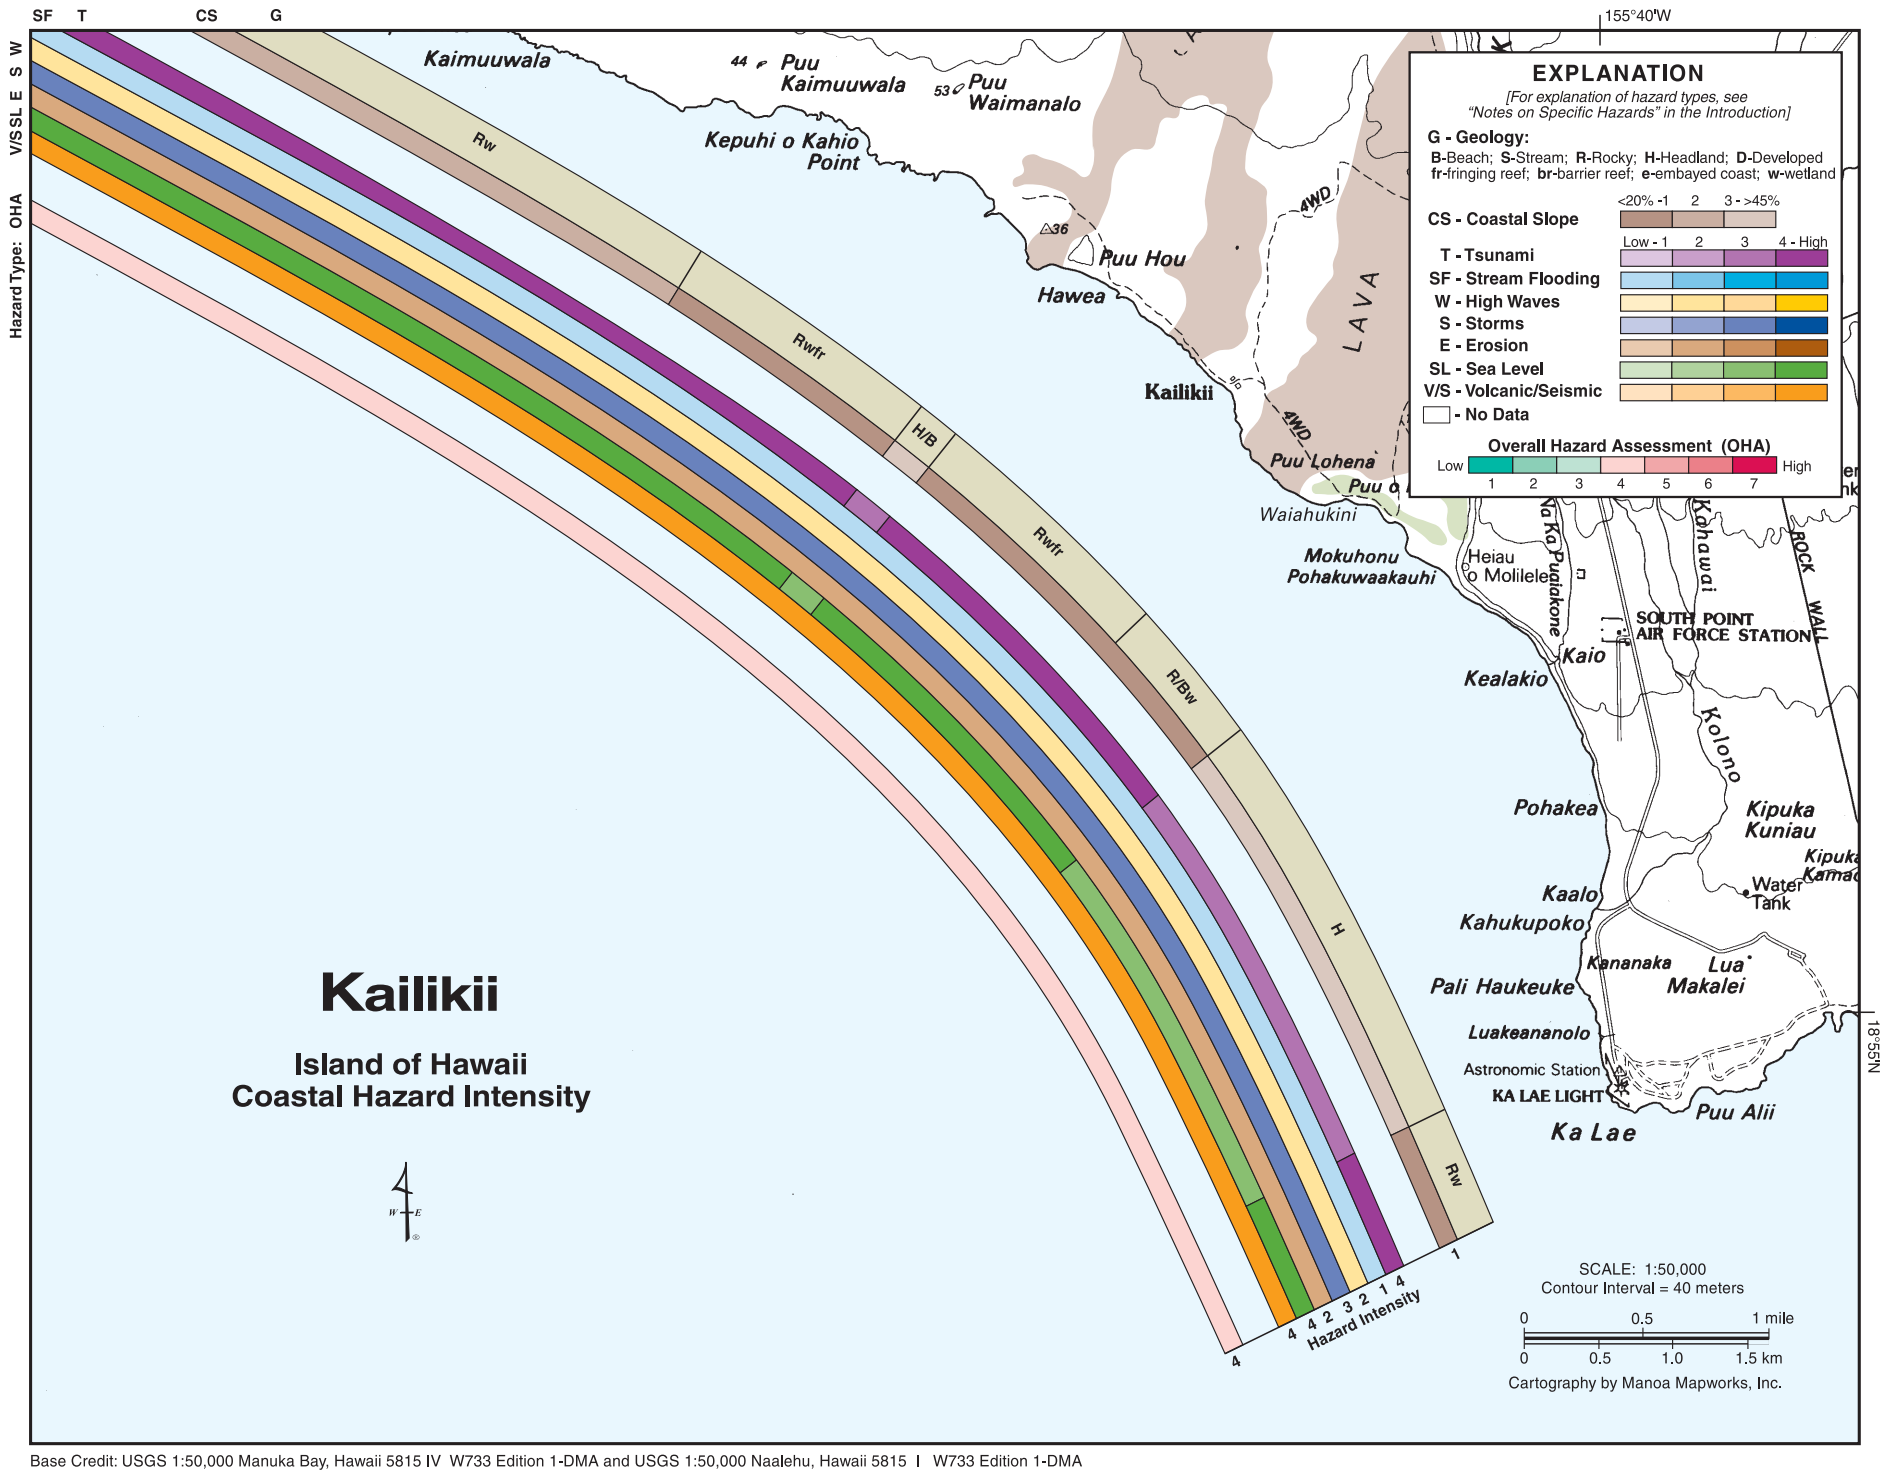 SF T CS G
155°40'W
Hazard Type: OHA V/S SL E S W
Kaimuuwala
44
Puu
Kaimuuwala
53
Puu
Waimanalo
Kepuhi o Kahio
Point
36
Puu Hou
Hawea
4WD
LAVA
Kailikii
4WD
Puu Lohena
Puu o
Waiahukini
Mokuhonu
Pohakuwaakauhi
Heiau
o Molilele
Na Ka Puaiakone
Kahawai
ROCK WALL
SOUTH POINT
AIR FORCE STATION
Kaio
Kealakio
Kolono
Pohakea
Kipuka
Kuniau
Kipuka
Kamao
Kaalo
Water
Tank
Kahukupoko
Kananaka
Lua
Makalei
Pali Haukeuke
Luakeananolo
Astronomic Station
KA LAE LIGHT
Puu Alii
Ka Lae
18°55'N
EXPLANATION
[For explanation of hazard types, see
"Notes on Specific Hazards" in the Introduction]
G - Geology:
B-Beach; S-Stream; R-Rocky; H-Headland; D-Developed
fr-fringing reef; br-barrier reef; e-embayed coast; w-wetland
<20% -1 2 3 - >45%
CS - Coastal Slope
Low - 1 2 3 4 - High
T - Tsunami
SF - Stream Flooding
W - High Waves
S - Storms
E - Erosion
SL - Sea Level
V/S - Volcanic/Seismic
- No Data
Overall Hazard Assessment (OHA)
Low High
1 2 3 4 5 6 7
Rw
Rwfr
H/B
Rwfr
R/Bw
H
Rw
4 4 4 2 3 2 1 4 1
Hazard Intensity
Kailikii
Island of Hawaii
Coastal Hazard Intensity
W E
SCALE: 1:50,000
Contour Interval = 40 meters
0 0.5 1 mile
0 0.5 1.0 1.5 km
Cartography by Manoa Mapworks, Inc.
Base Credit: USGS 1:50,000 Manuka Bay, Hawaii 5815 IV W733 Edition 1-DMA and USGS 1:50,000 Naalehu, Hawaii 5815 I W733 Edition 1-DMA